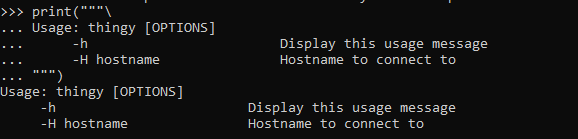 >>> print("""\
... Usage: thingy [OPTIONS]
...      -h                        Display this usage message
...      -H hostname               Hostname to connect to
... """)
Usage: thingy [OPTIONS]
     -h                        Display this usage message
     -H hostname               Hostname to connect to